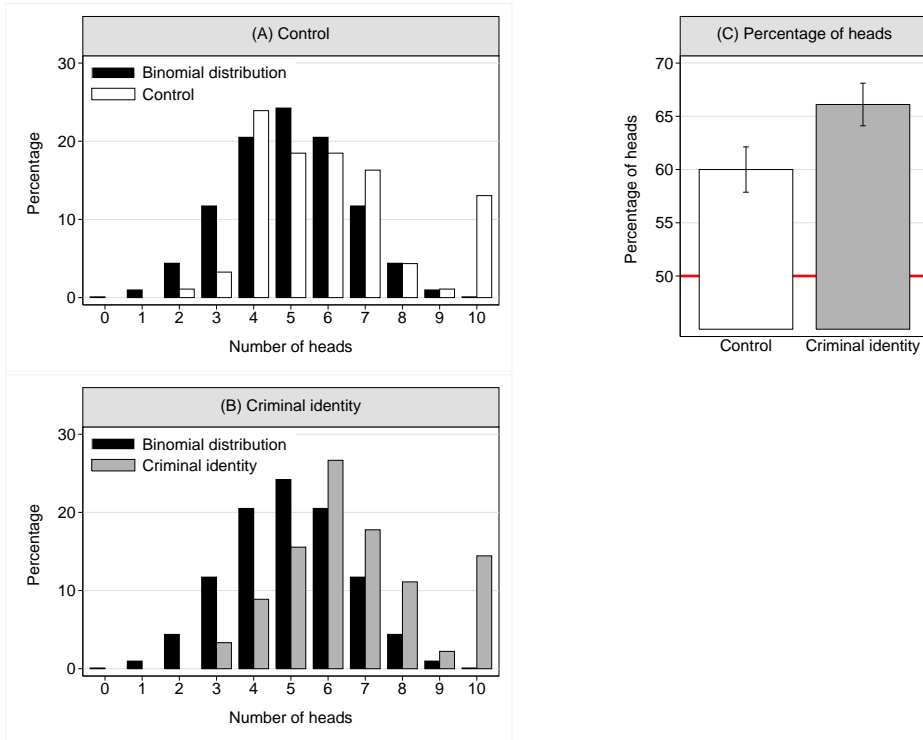 (A) Control
30
20
10
0
Percentage
Binomial distribution
Control
0 1 2 3 4 5 6 7 8 9 10
Number of heads
(C) Percentage of heads
70
65
60
55
50
Percentage of heads
Control Criminal identity
(B) Criminal identity
30
20
10
0
Percentage
Binomial distribution
Criminal identity
0 1 2 3 4 5 6 7 8 9 10
Number of heads